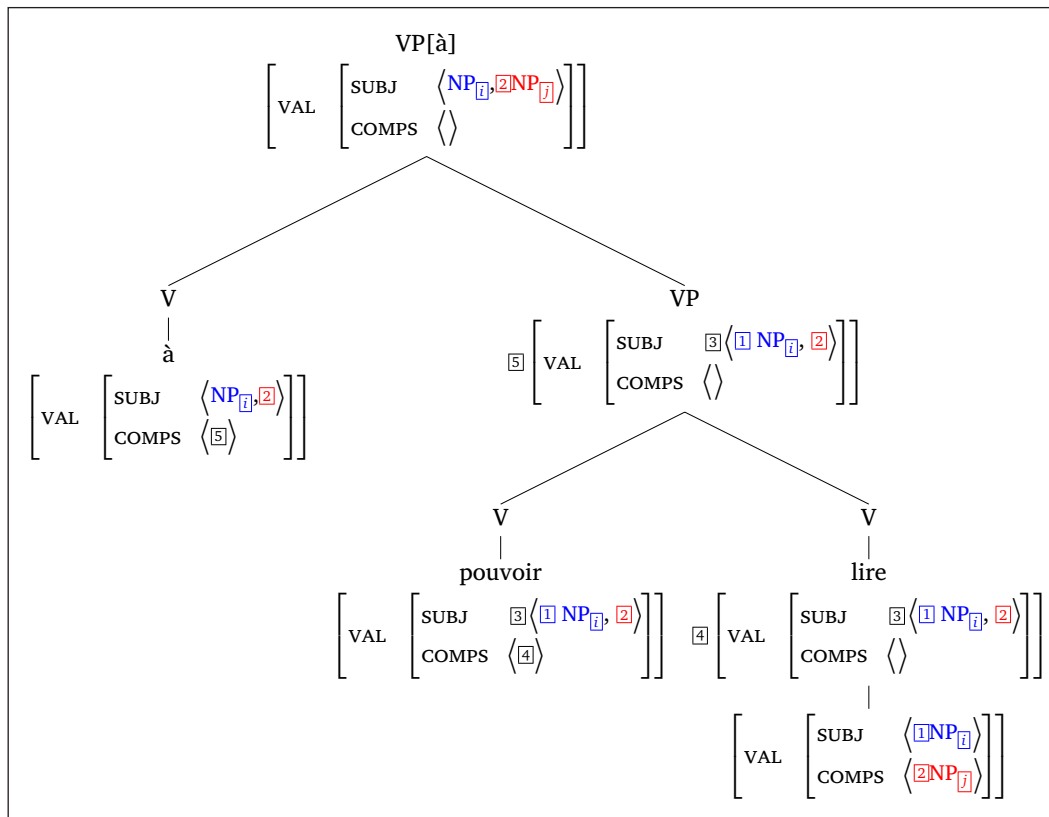 VP[à]
[VAL [SUBJ ⟨NP[i], [2]NP[j]⟩
COMPS ⟨⟩]]
V VP
à
[VAL [SUBJ ⟨NP[i],[2]⟩
COMPS ⟨[5]⟩]]
[5] [VAL [SUBJ [3]⟨[1] NP[i], [2]⟩
COMPS ⟨⟩]]
V V
pouvoir lire
[VAL [SUBJ [3]⟨[1] NP[i], [2]⟩
COMPS ⟨[4]⟩]]
[4] [VAL [SUBJ [3]⟨[1] NP[i], [2]⟩
COMPS ⟨⟩]]
[VAL [SUBJ ⟨[1]NP[i]⟩
COMPS ⟨[2]NP[j]⟩]]